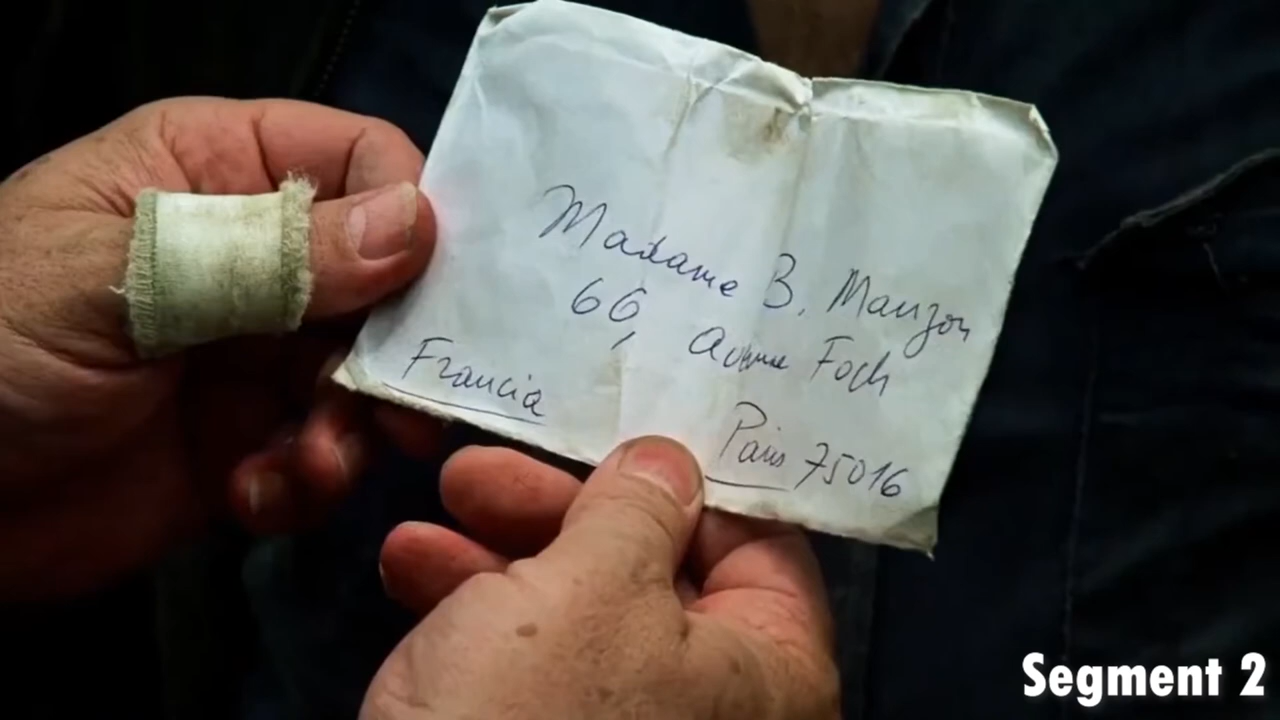 Madame B. Manzon
66, Avenue Foch
Paris 75016
Francia
Segment 2